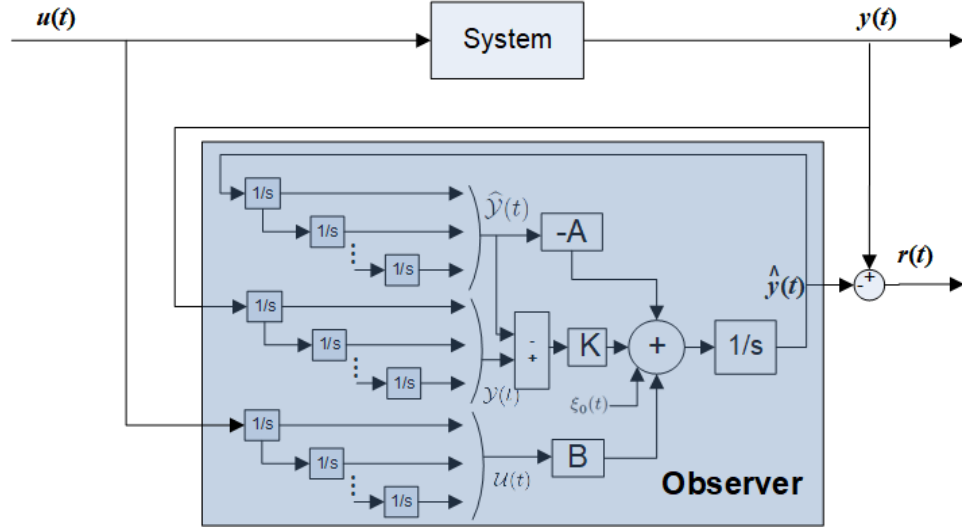 u(t)
System
y(t)
1/s
1/s
1/s
Ŷ(t)
-A
r(t)
-
+
ŷ(t)
1/s
1/s
1/s
-
+
K
+
1/s
Y(t)
ξ₀(t)
1/s
1/s
1/s
U(t)
B
Observer